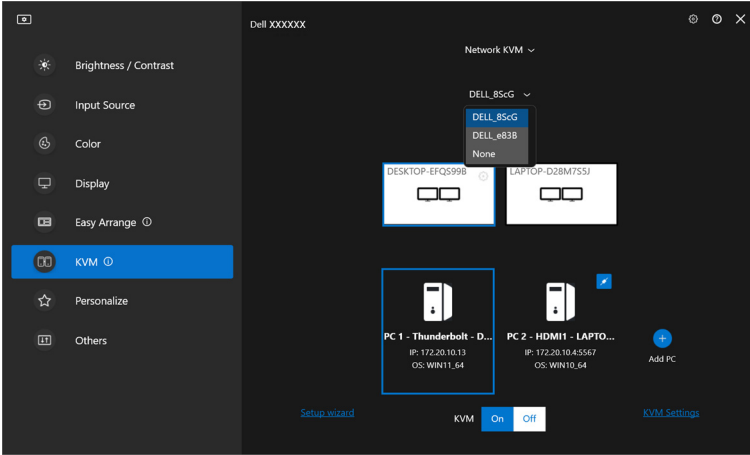 Dell XXXXXX
Brightness / Contrast
Input Source
Color
Display
Easy Arrange
KVM
Personalize
Others
Network KVM
DELL_8ScG
DELL_8ScG
DELL_e83B
None
DESKTOP-EFQS99B
LAPTOP-D28M7S5J
PC 1 - Thunderbolt - D...
IP: 172.20.10.13
OS: WIN11_64
PC 2 - HDMI1 - LAPTO...
IP: 172.20.10.4:5567
OS: WIN10_64
Add PC
Setup wizard
KVM
On
Off
KVM Settings